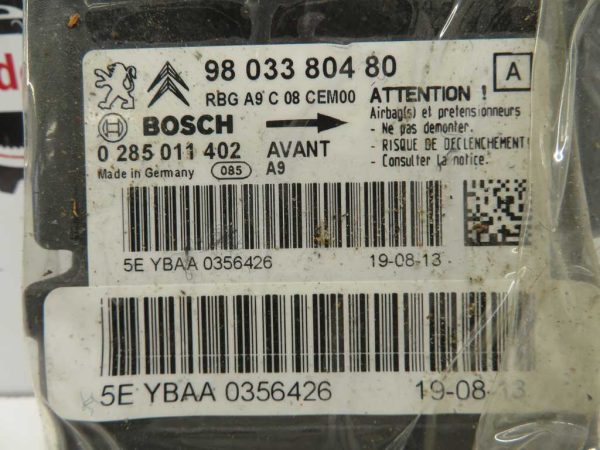 98 033 804 80
A
RBG A9 C 08 CEM00
ATTENTION !
Airbag(s) et pretensionneurs
BOSCH
- Ne pas demonter.
- RISQUE DE DECLENCHEMENT!
0 285 011 402 AVANT
- Consulter la notice.
Made in Germany 085 A9
5E YBAA 0356426 19-08-13
5E YBAA 0356426 19-08-13